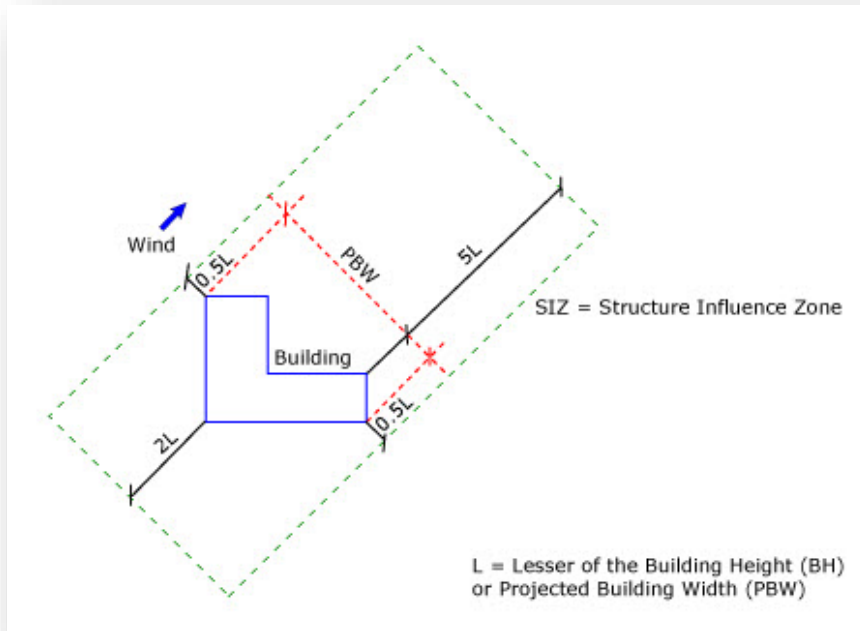 Wind
0.5L
PBW
5L
SIZ = Structure Influence Zone
Building
0.5L
2L
L = Lesser of the Building Height (BH)
or Projected Building Width (PBW)